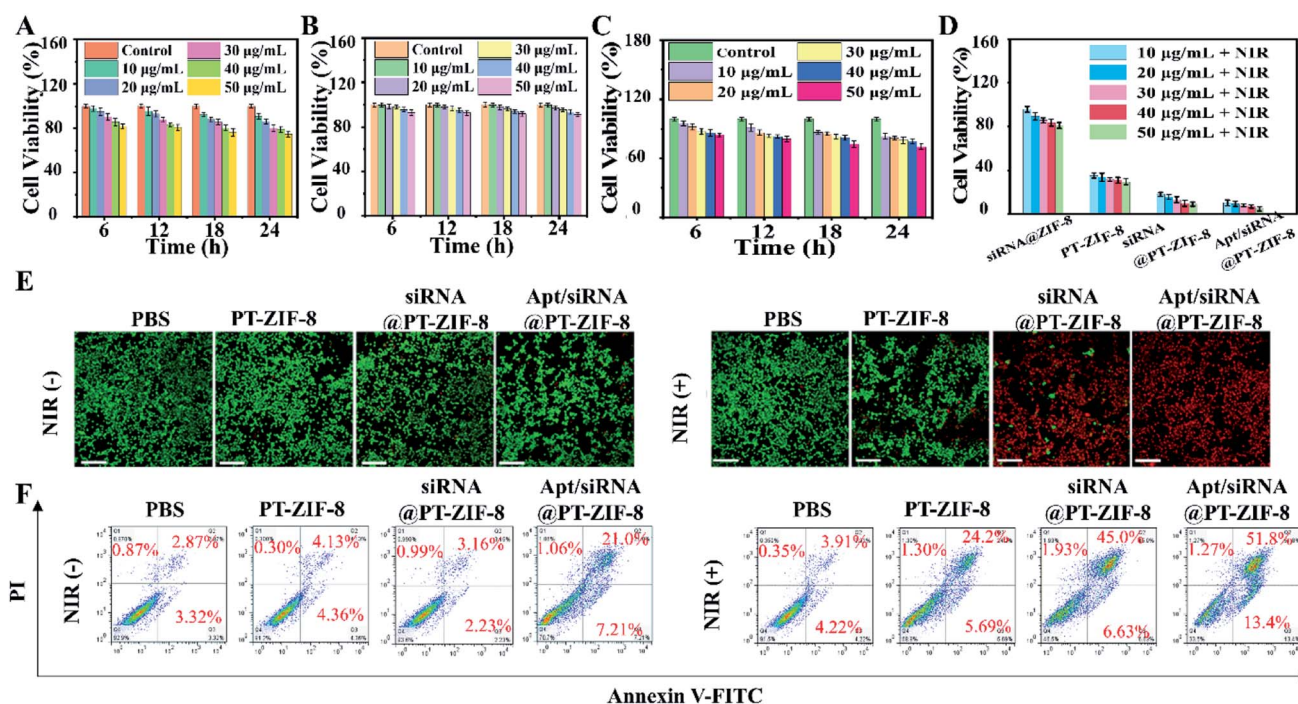 A
Cell Viability (%)
160
120
80
40
0
Control
10 μg/mL
20 μg/mL
30 μg/mL
40 μg/mL
50 μg/mL
6 12 18 24
Time (h)
B
Cell Viability (%)
160
120
80
40
0
Control
10 μg/mL
20 μg/mL
30 μg/mL
40 μg/mL
50 μg/mL
6 12 18 24
Time (h)
C
Cell Viability (%)
180
120
60
0
Control
10 μg/mL
20 μg/mL
30 μg/mL
40 μg/mL
50 μg/mL
6 12 18 24
Time (h)
D
Cell Viability (%)
160
120
80
40
0
10 μg/mL + NIR
20 μg/mL + NIR
30 μg/mL + NIR
40 μg/mL + NIR
50 μg/mL + NIR
siRNA@ZIF-8
PT-ZIF-8
siRNA
@PT-ZIF-8
Apt/siRNA
@PT-ZIF-8
E
PBS
PT-ZIF-8
siRNA
@PT-ZIF-8
Apt/siRNA
@PT-ZIF-8
NIR (-)
PBS
PT-ZIF-8
siRNA
@PT-ZIF-8
Apt/siRNA
@PT-ZIF-8
NIR (+)
F
PI
NIR (-)
PBS
0.87% 2.87%
3.32%
PT-ZIF-8
0.30% 4.13%
4.36%
siRNA
@PT-ZIF-8
0.99% 3.16%
2.23%
Apt/siRNA
@PT-ZIF-8
1.06% 21.0%
7.21%
NIR (+)
PBS
0.35% 3.91%
4.22%
PT-ZIF-8
1.30% 24.2%
5.69%
siRNA
@PT-ZIF-8
1.93% 45.0%
6.63%
Apt/siRNA
@PT-ZIF-8
1.27% 51.8%
13.4%
Annexin V-FITC